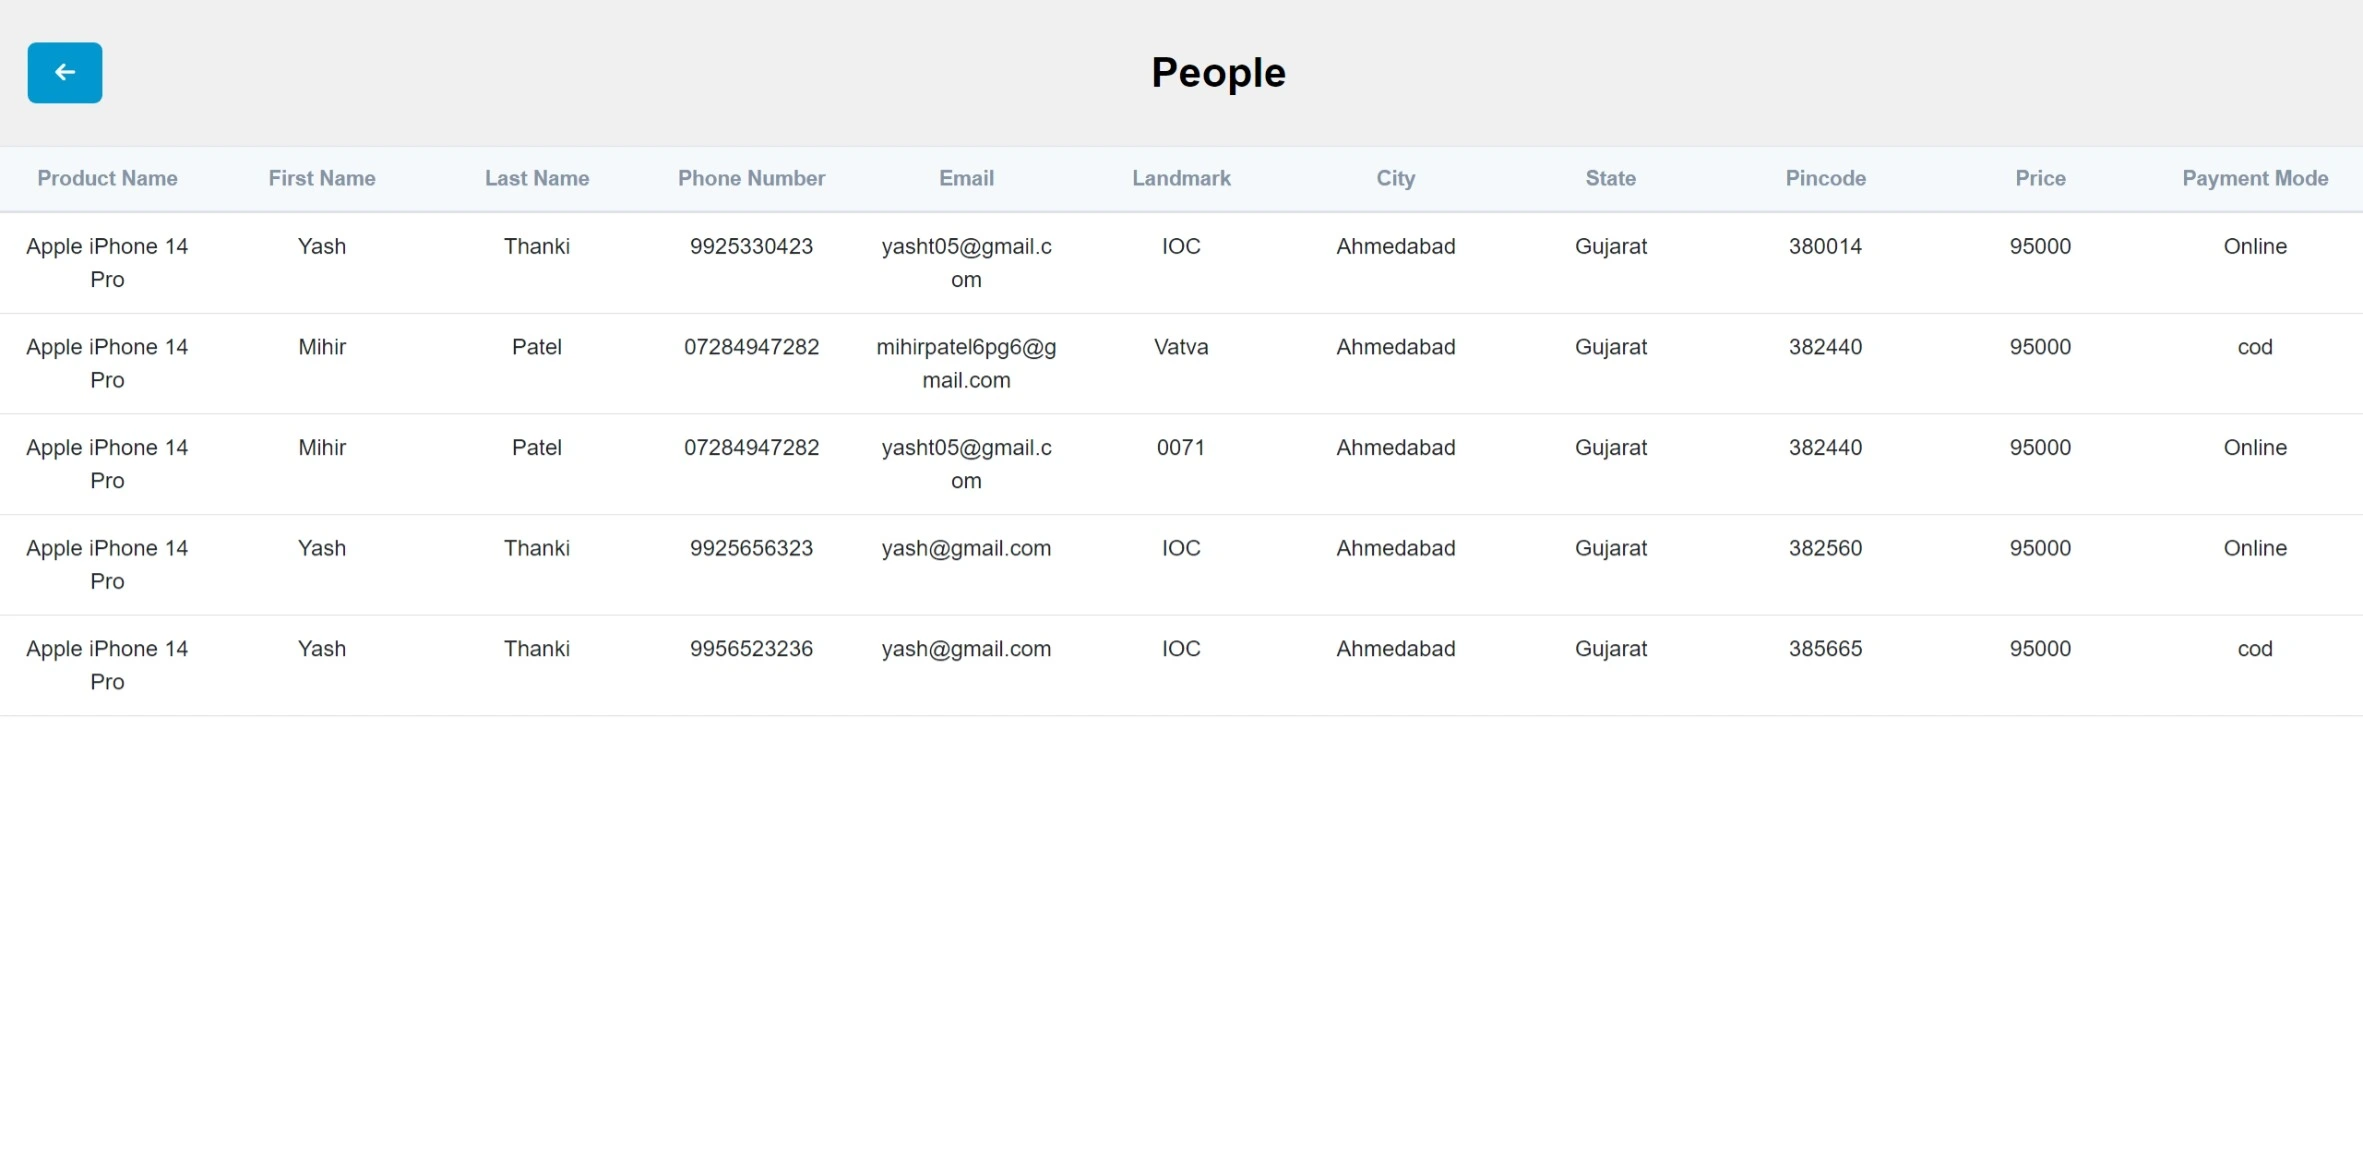 People
Product Name First Name Last Name Phone Number Email Landmark City State Pincode Price Payment Mode
Apple iPhone 14 Yash Thanki 9925330423 yasht05@gmail.c IOC Ahmedabad Gujarat 380014 95000 Online
Pro om
Apple iPhone 14 Mihir Patel 07284947282 mihirpatel6pg6@g Vatva Ahmedabad Gujarat 382440 95000 cod
Pro mail.com
Apple iPhone 14 Mihir Patel 07284947282 yasht05@gmail.c 0071 Ahmedabad Gujarat 382440 95000 Online
Pro om
Apple iPhone 14 Yash Thanki 9925656323 yash@gmail.com IOC Ahmedabad Gujarat 382560 95000 Online
Pro
Apple iPhone 14 Yash Thanki 9956523236 yash@gmail.com IOC Ahmedabad Gujarat 385665 95000 cod
Pro